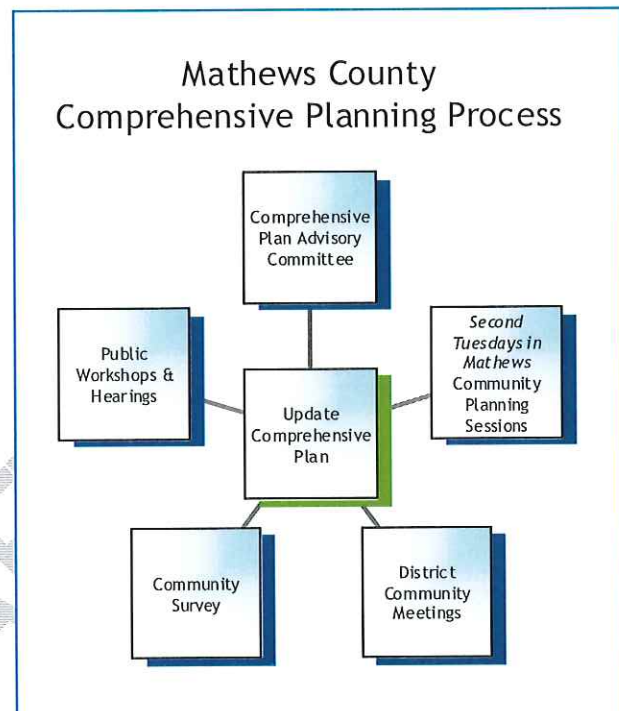 Mathews County
Comprehensive Planning Process
Comprehensive
Plan Advisory
Committee
Public
Workshops &
Hearings
Second
Tuesdays in
Mathews
Community
Planning
Sessions
Update
Comprehensive
Plan
Community
Survey
District
Community
Meetings